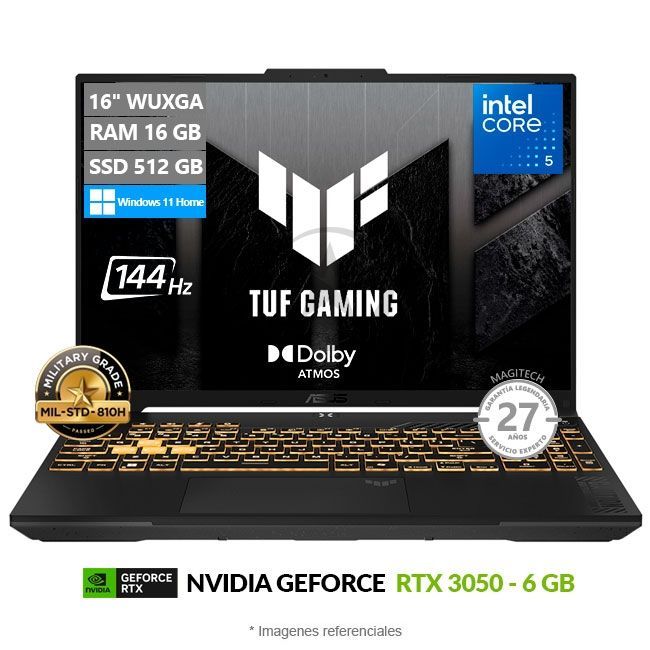 16" WUXGA
RAM 16 GB
SSD 512 GB
Windows 11 Home
intel
CORE
5
144Hz
TUF GAMING
Dolby
ATMOS
MILITARY GRADE
MIL-STD-810H
PASSED
ASUS
MAGITECH
GARANTÍA LEGENDARIA
27
AÑOS
SERVICIO EXPERTO
NVIDIA
GEFORCE
RTX
NVIDIA GEFORCE RTX 3050 - 6 GB
* Imagenes referenciales